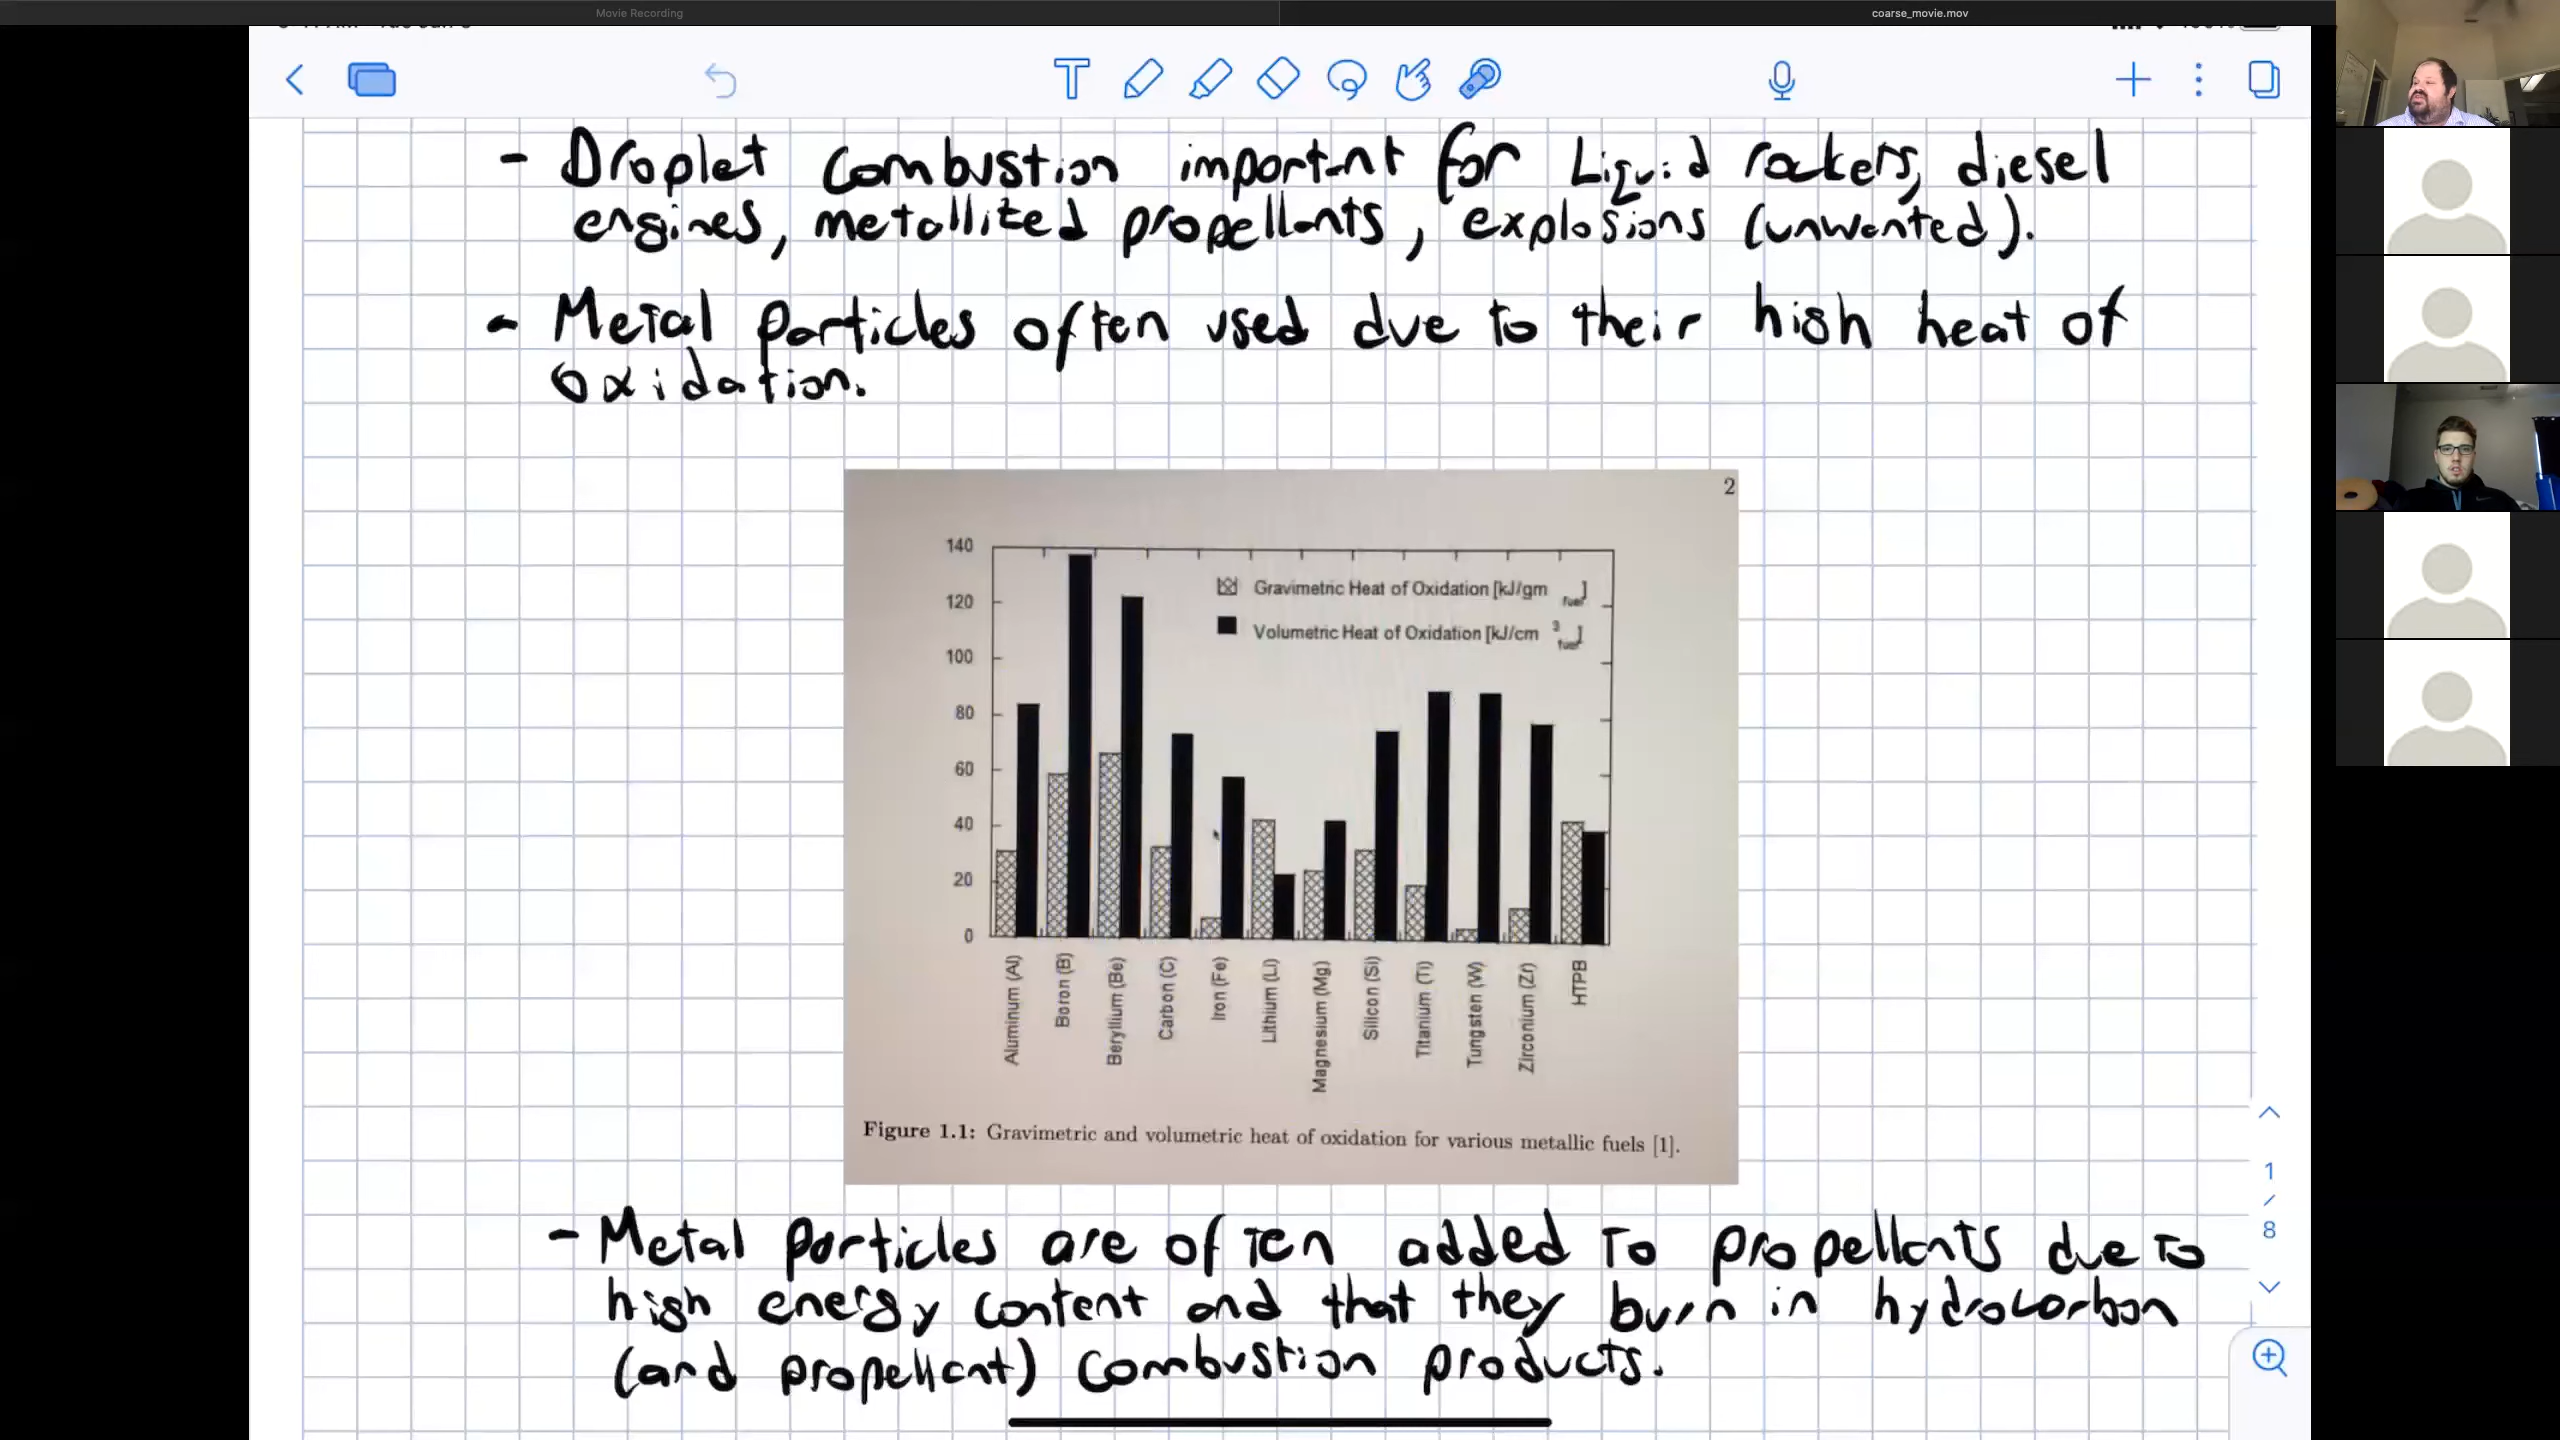 Movie Recording
coarse_movie.mov
- Droplet combustion important for Liquid rockets, diesel
engines, metallized propellants, explosions (unwanted).
- Metal particles often used due to their high heat of
oxidation.
2
140
120
100
80
60
40
20
0
Gravimetric Heat of Oxidation [kJ/gm fuel]
Volumetric Heat of Oxidation [kJ/cm 3 fuel]
Aluminum (Al)
Boron (B)
Beryllium (Be)
Carbon (C)
Iron (Fe)
Lithium (Li)
Magnesium (Mg)
Silicon (Si)
Titanium (Ti)
Tungsten (W)
Zirconium (Zr)
HTPB
Figure 1.1: Gravimetric and volumetric heat of oxidation for various metallic fuels [1].
- Metal particles are often added to propellants due to
high energy content and that they burn in hydrocarbon
(and propellant) combustion products.
1
/
8